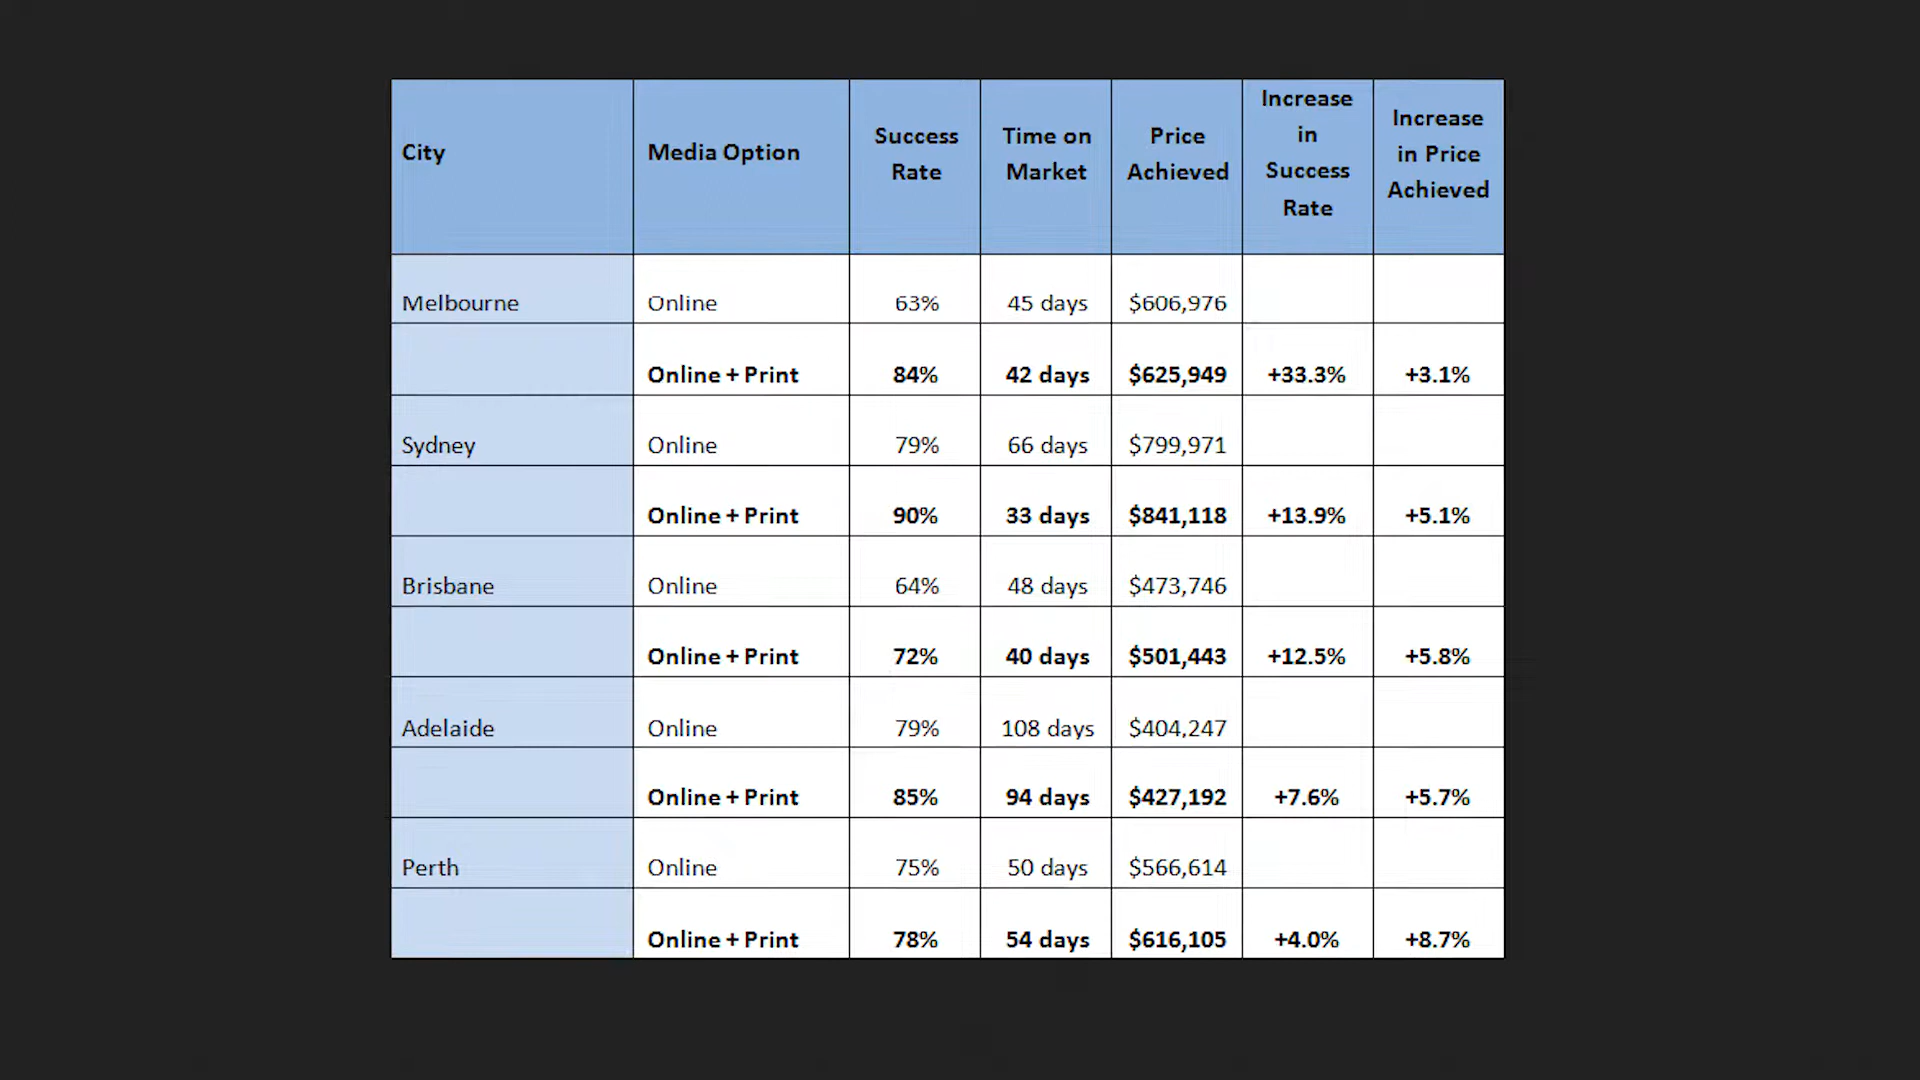 City Media Option Success Rate Time on Market Price Achieved Increase in Success Rate Increase in Price Achieved
Melbourne Online 63% 45 days $606,976
Online + Print 84% 42 days $625,949 +33.3% +3.1%
Sydney Online 79% 66 days $799,971
Online + Print 90% 33 days $841,118 +13.9% +5.1%
Brisbane Online 64% 48 days $473,746
Online + Print 72% 40 days $501,443 +12.5% +5.8%
Adelaide Online 79% 108 days $404,247
Online + Print 85% 94 days $427,192 +7.6% +5.7%
Perth Online 75% 50 days $566,614
Online + Print 78% 54 days $616,105 +4.0% +8.7%